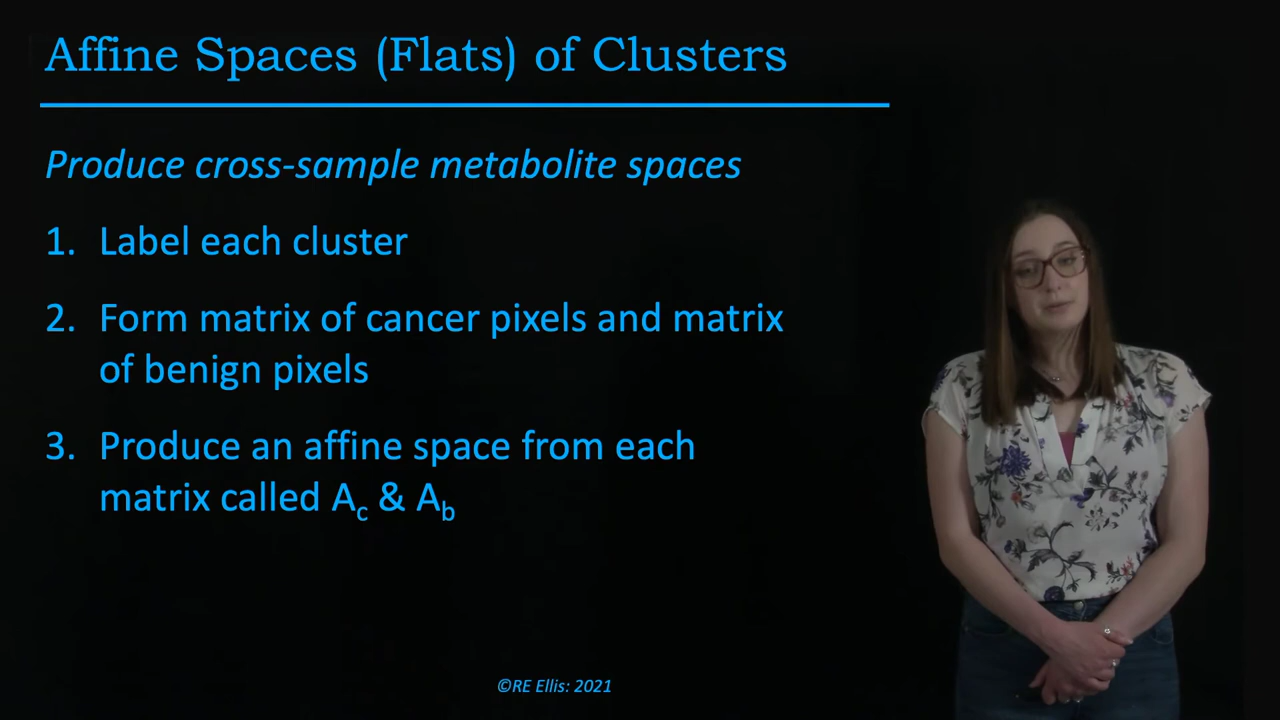 Affine Spaces (Flats) of Clusters
Produce cross-sample metabolite spaces
1. Label each cluster
2. Form matrix of cancer pixels and matrix
of benign pixels
3. Produce an affine space from each
matrix called Ac & Ab
©RE Ellis: 2021